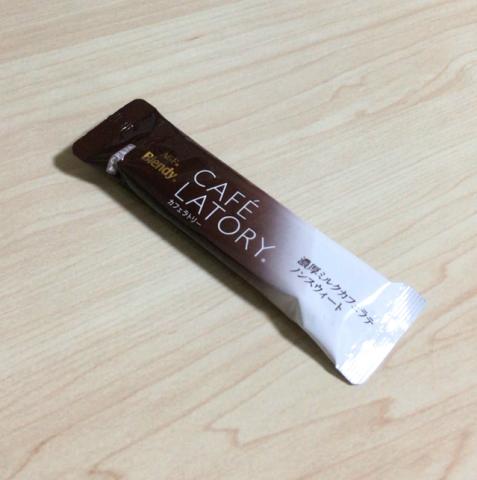 AGF®
Blendy®
CAFÉ
LATORY®
カフェラトリー
濃厚ミルクカフェラテ
ノンスウィート